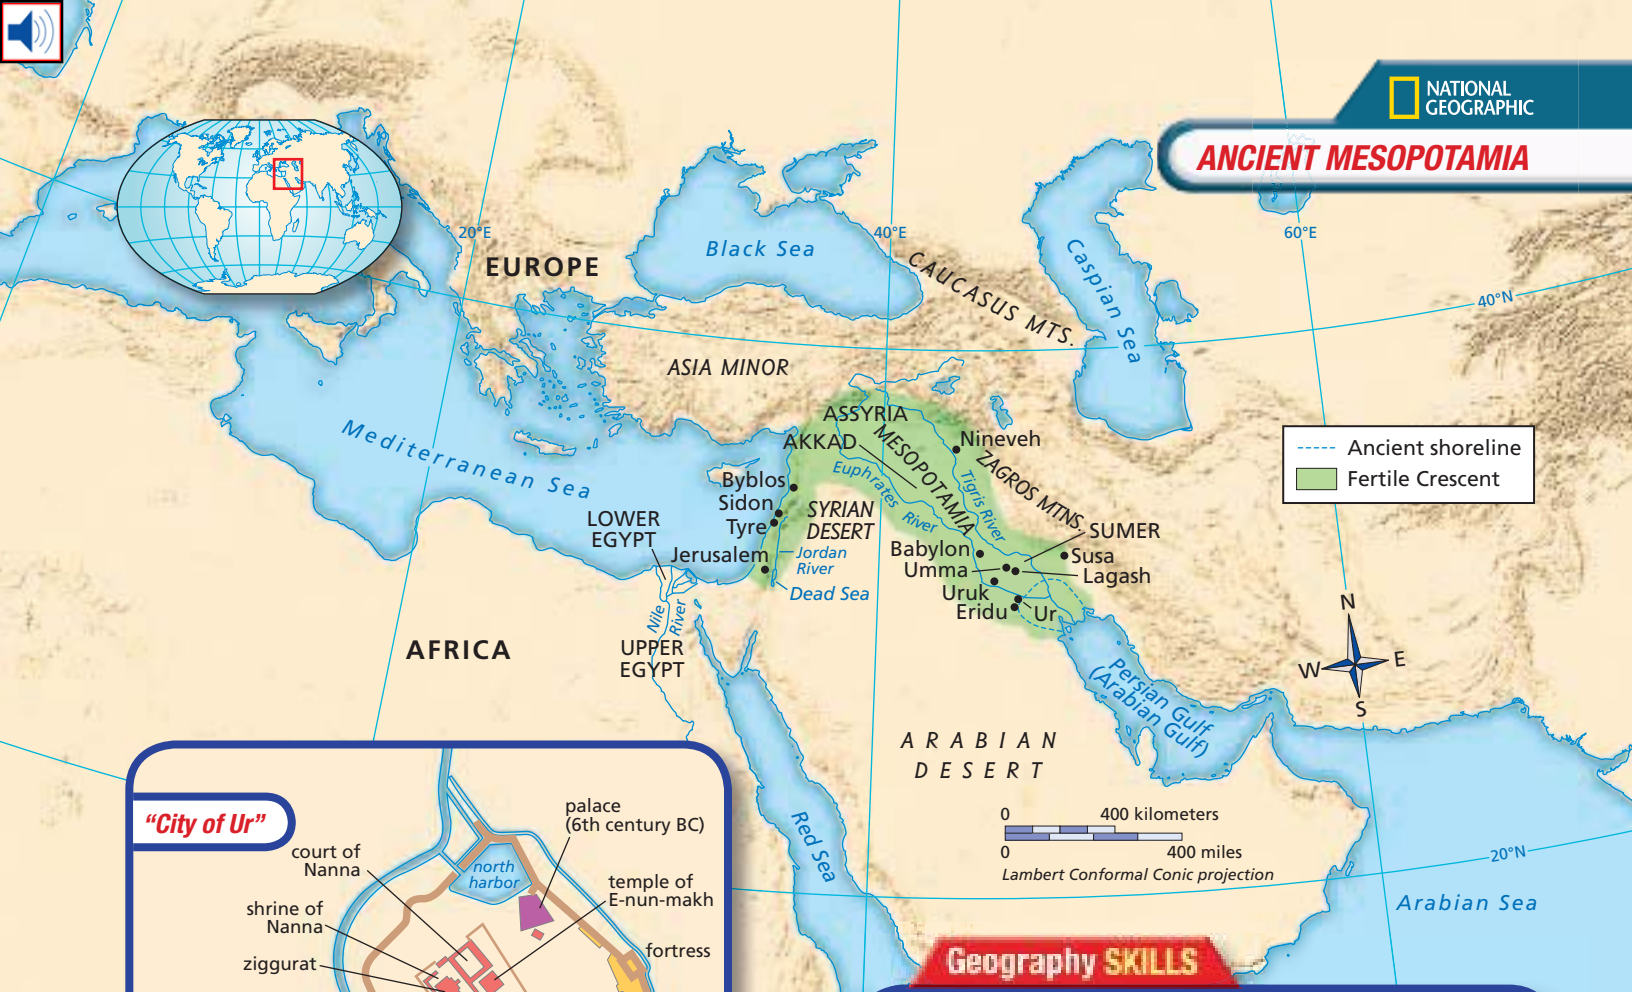 NATIONAL
GEOGRAPHIC
ANCIENT MESOPOTAMIA
20°E
40°E
60°E
EUROPE
Black Sea
CAUCASUS MTS.
Caspian Sea
40°N
ASIA MINOR
Mediterranean Sea
ASSYRIA
AKKAD
MESOPOTAMIA
Nineveh
ZAGROS MTNS.
Euphrates River
Tigris River
Ancient shoreline
Fertile Crescent
Byblos
Sidon
Tyre
SYRIAN
DESERT
LOWER
EGYPT
Jerusalem
Jordan
River
Dead Sea
Babylon
Umma
SUMER
Susa
Lagash
Uruk
Eridu
Ur
Nile
River
AFRICA
UPPER
EGYPT
N
W
E
S
Persian Gulf
(Arabian Gulf)
ARABIAN
DESERT
Red Sea
0
400 kilometers
0
400 miles
Lambert Conformal Conic projection
20°N
Arabian Sea
"City of Ur"
palace
(6th century BC)
court of
Nanna
north
harbor
temple of
E-nun-makh
shrine of
Nanna
fortress
ziggurat
Geography SKILLS